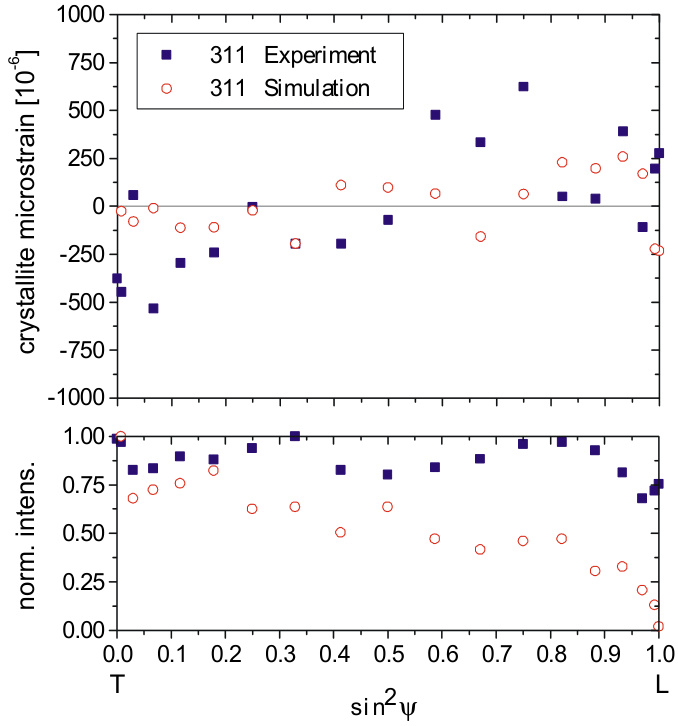 1000
750
500
250
0
-250
-500
-750
-1000
crystallite microstrain [10⁻⁶]
311 Experiment
311 Simulation
1.00
0.75
0.50
0.25
0.00
norm. intens.
0.0 0.1 0.2 0.3 0.4 0.5 0.6 0.7 0.8 0.9 1.0
T L
sin²ψ